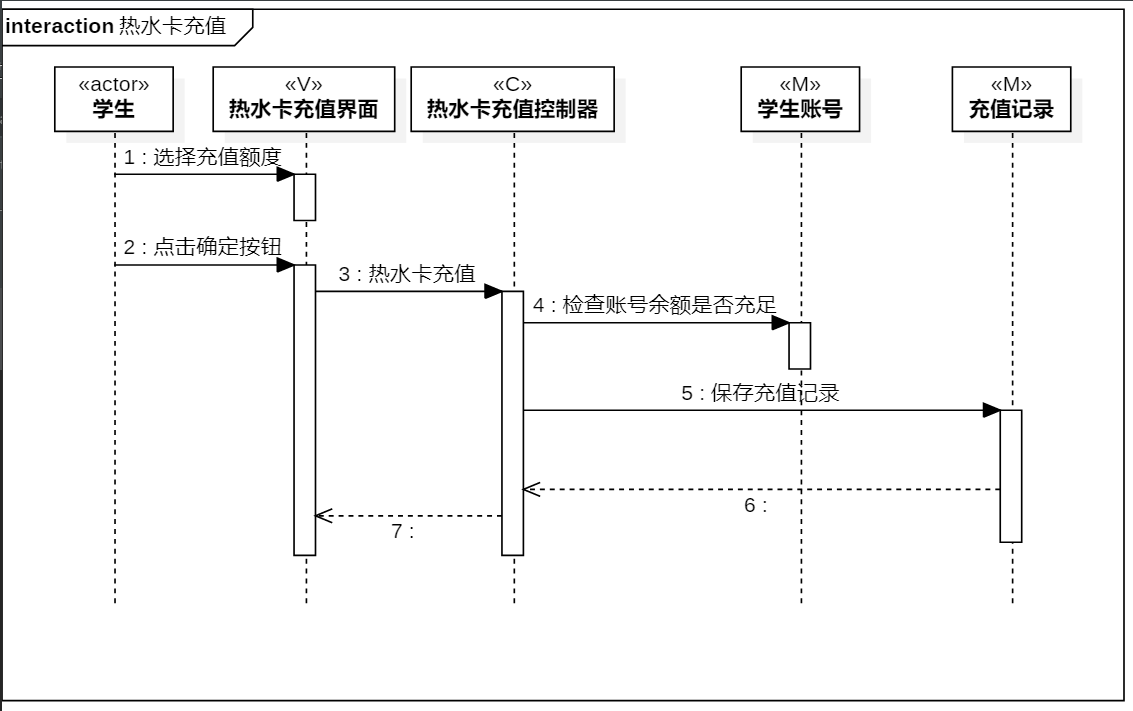 interaction 热水卡充值
«actor»
学生
«V»
热水卡充值界面
«C»
热水卡充值控制器
«M»
学生账号
«M»
充值记录
1 : 选择充值额度
2 : 点击确定按钮
3 : 热水卡充值
4 : 检查账号余额是否充足
5 : 保存充值记录
6 :
7 :